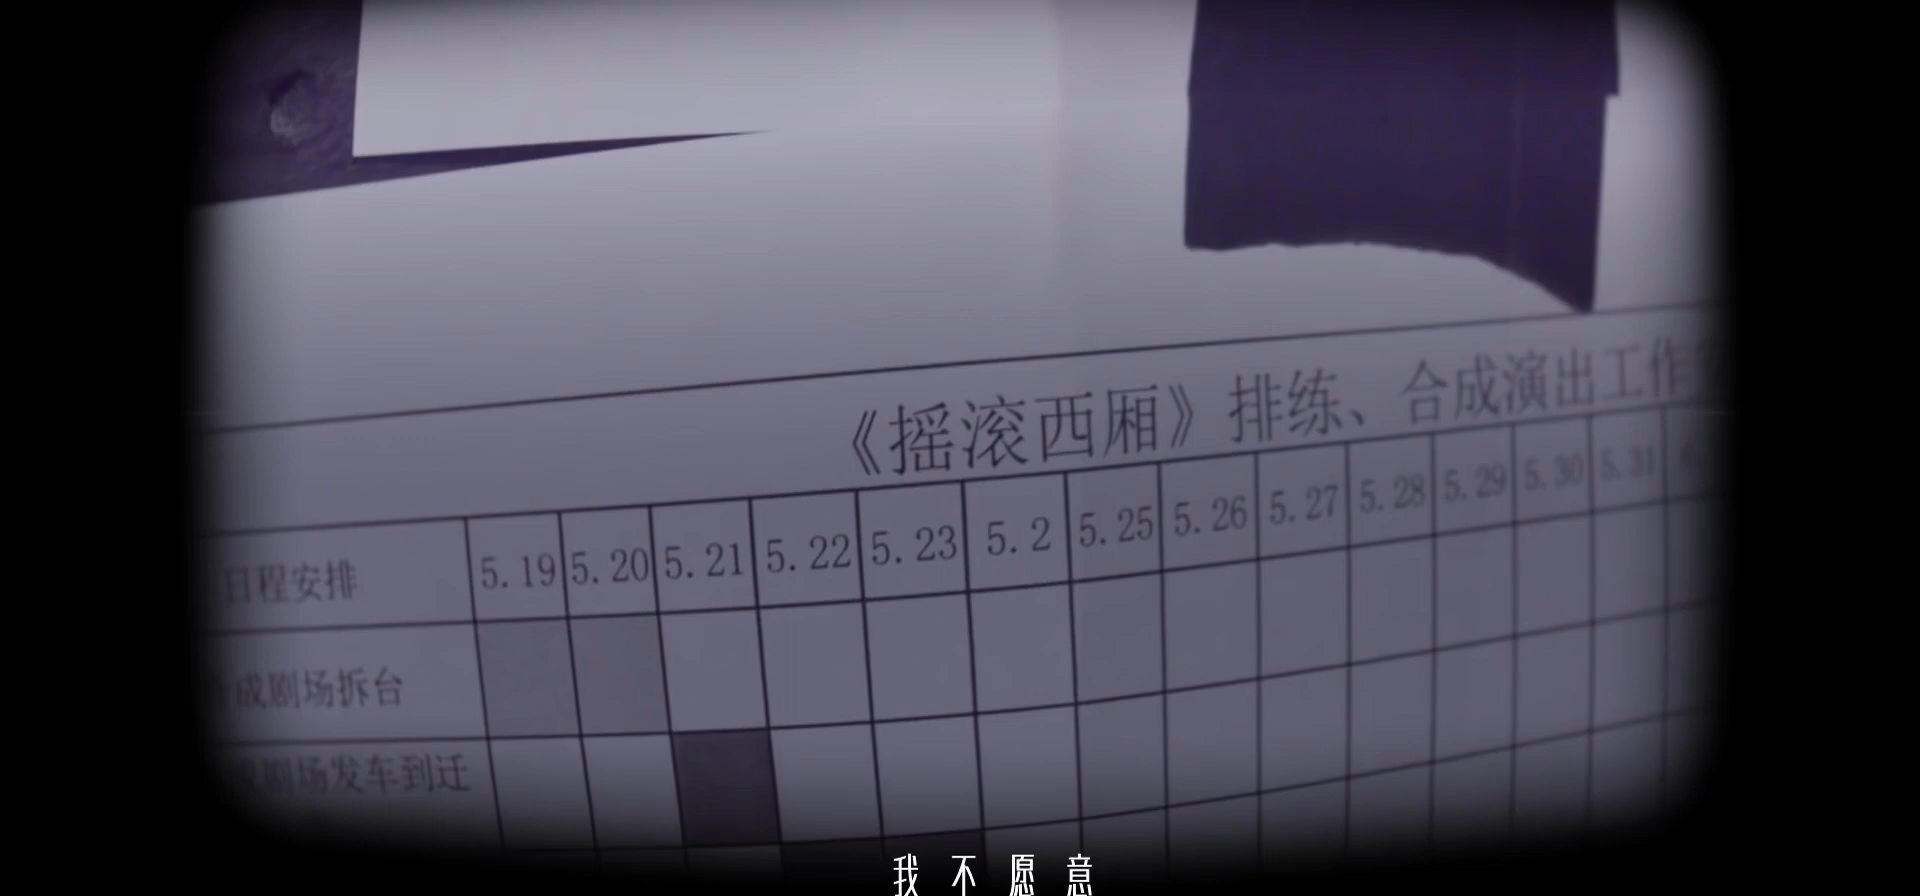 《摇滚西厢》排练、合成演出工作
日程安排 5.19 5.20 5.21 5.22 5.23 5.2 5.25 5.26 5.27 5.28 5.29 5.30 5.31
成剧场拆台
剧场发车到迁
我不愿意